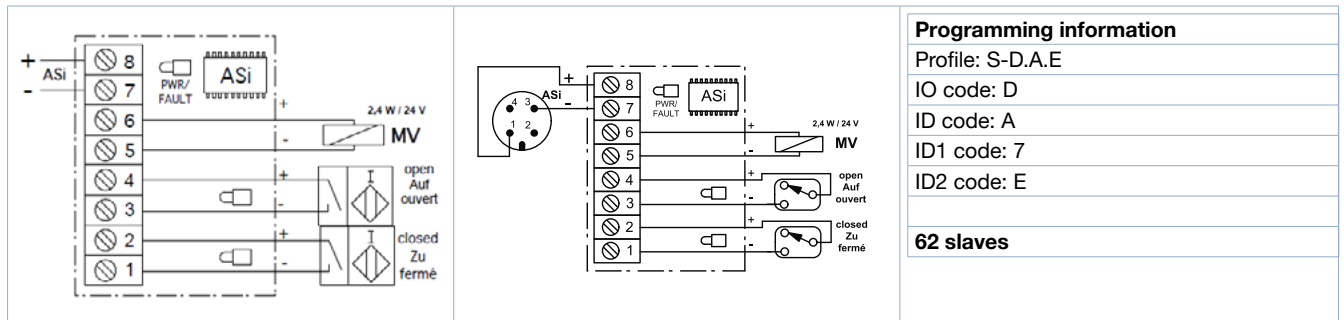 +
ASi
-
8
7
6
5
4
3
2
1
PWR/
FAULT
ASi
+
-
2,4 W / 24 V
MV
+
-
I
open
Auf
ouvert
+
-
I
closed
Zu
fermé
4 3
1 2
+
ASi
-
8
7
6
5
4
3
2
1
PWR/
FAULT
ASi
+
-
2,4 W / 24 V
MV
+
-
open
Auf
ouvert
+
-
closed
Zu
fermé
Programming information
Profile: S-D.A.E
IO code: D
ID code: A
ID1 code: 7
ID2 code: E
62 slaves